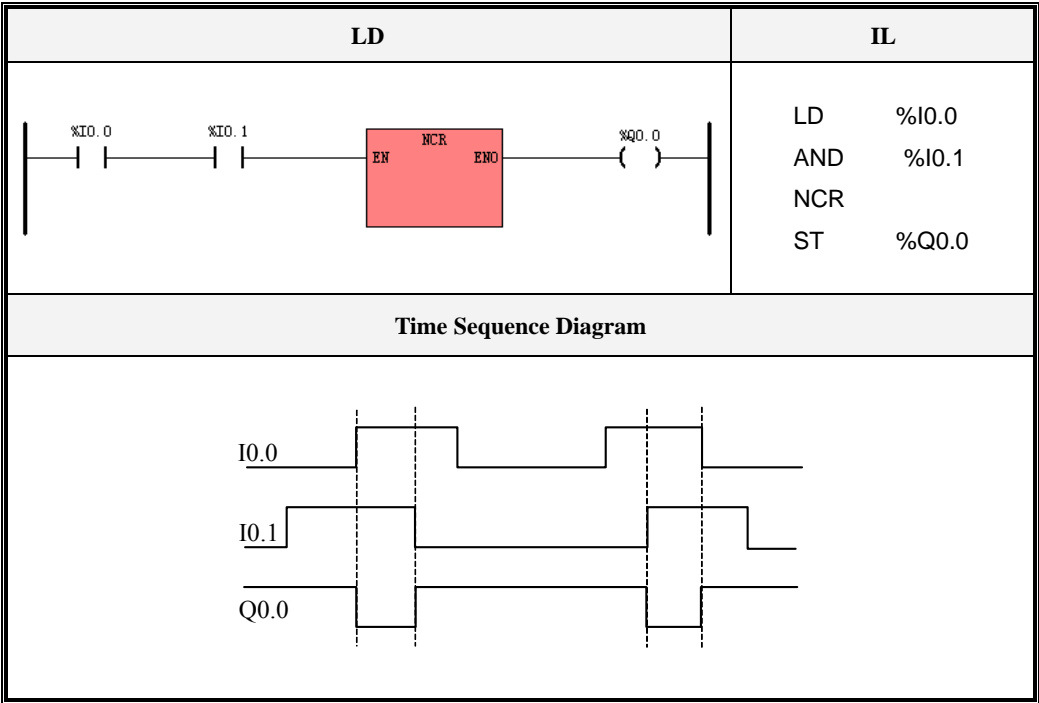 LD
IL
%I0.0
%I0.1
NCR
EN
ENO
%Q0.0
LD %I0.0
AND %I0.1
NCR
ST %Q0.0
Time Sequence Diagram
I0.0
I0.1
Q0.0